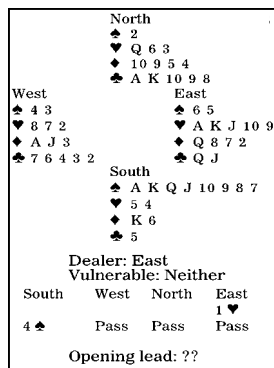 North
♠ 2
♥ Q 6 3
♦ 10 9 5 4
♣ A K 10 9 8
West East
♠ 4 3 ♠ 6 5
♥ 8 7 2 ♥ A K J 10 9
♦ A J 3 ♦ Q 8 7 2
♣ 7 6 4 3 2 ♣ Q J
South
♠ A K Q J 10 9 8 7
♥ 5 4
♦ K 6
♣ 5
Dealer: East
Vulnerable: Neither
South West North East
1 ♥
4 ♠ Pass Pass Pass
Opening lead: ??